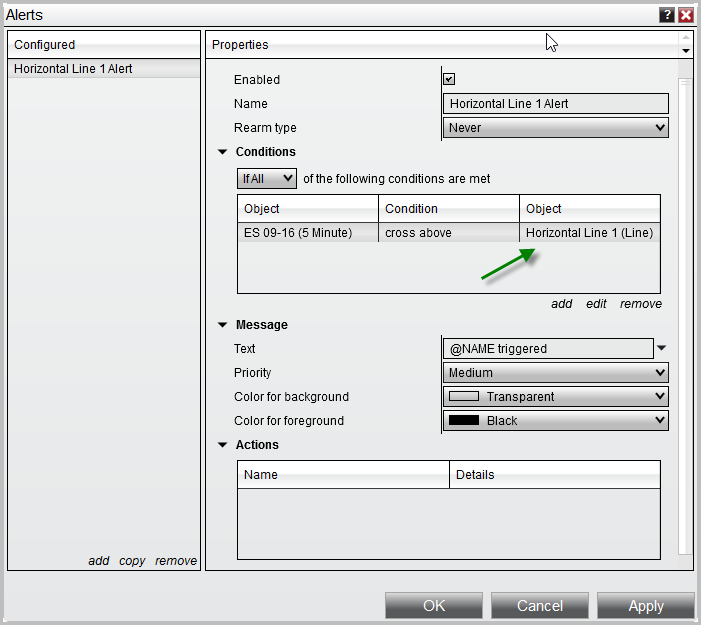 Alerts
?
Configured
Horizontal Line 1 Alert
add copy remove
Properties
Enabled
Name Horizontal Line 1 Alert
Rearm type Never
Conditions
If All of the following conditions are met
Object Condition Object
ES 09-16 (5 Minute) cross above Horizontal Line 1 (Line)
add edit remove
Message
Text @NAME triggered
Priority Medium
Color for background Transparent
Color for foreground Black
Actions
Name Details
OK Cancel Apply